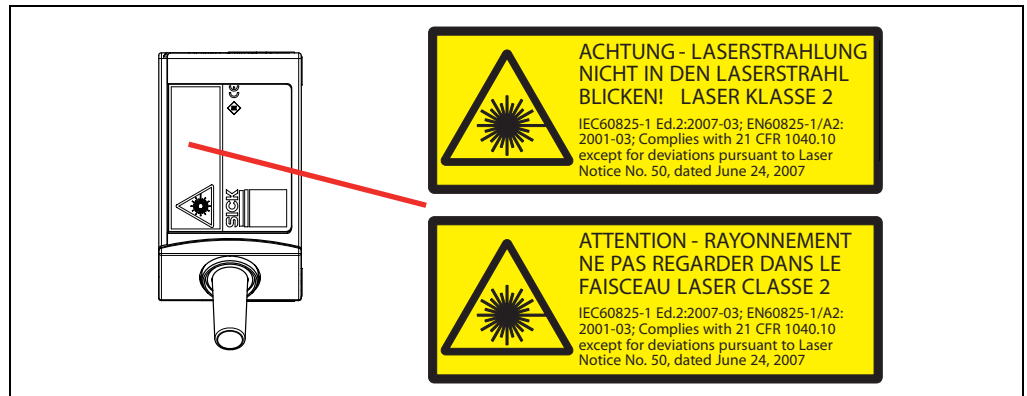 SICK
CE
ACHTUNG - LASERSTRAHLUNG
NICHT IN DEN LASERSTRAHL
BLICKEN! LASER KLASSE 2
IEC60825-1 Ed.2:2007-03; EN60825-1/A2:
2001-03; Complies with 21 CFR 1040.10
except for deviations pursuant to Laser
Notice No. 50, dated June 24, 2007
ATTENTION - RAYONNEMENT
NE PAS REGARDER DANS LE
FAISCEAU LASER CLASSE 2
IEC60825-1 Ed.2:2007-03; EN60825-1/A2:
2001-03; Complies with 21 CFR 1040.10
except for deviations pursuant to Laser
Notice No. 50, dated June 24, 2007